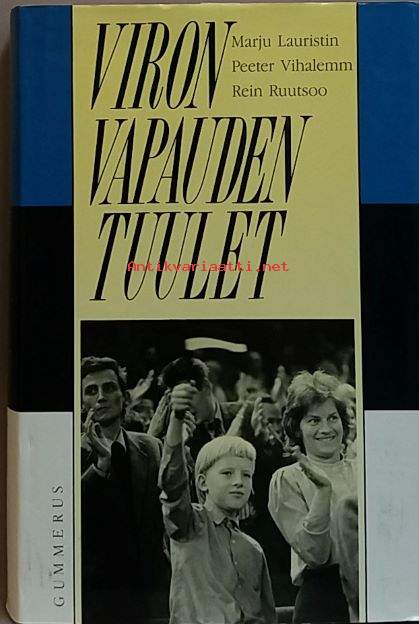 VIRON
VAPAUDEN
TUULET
Marju Lauristin
Peeter Vihalemm
Rein Ruutsoo
Antikvariaatti.net
GUMMERUS